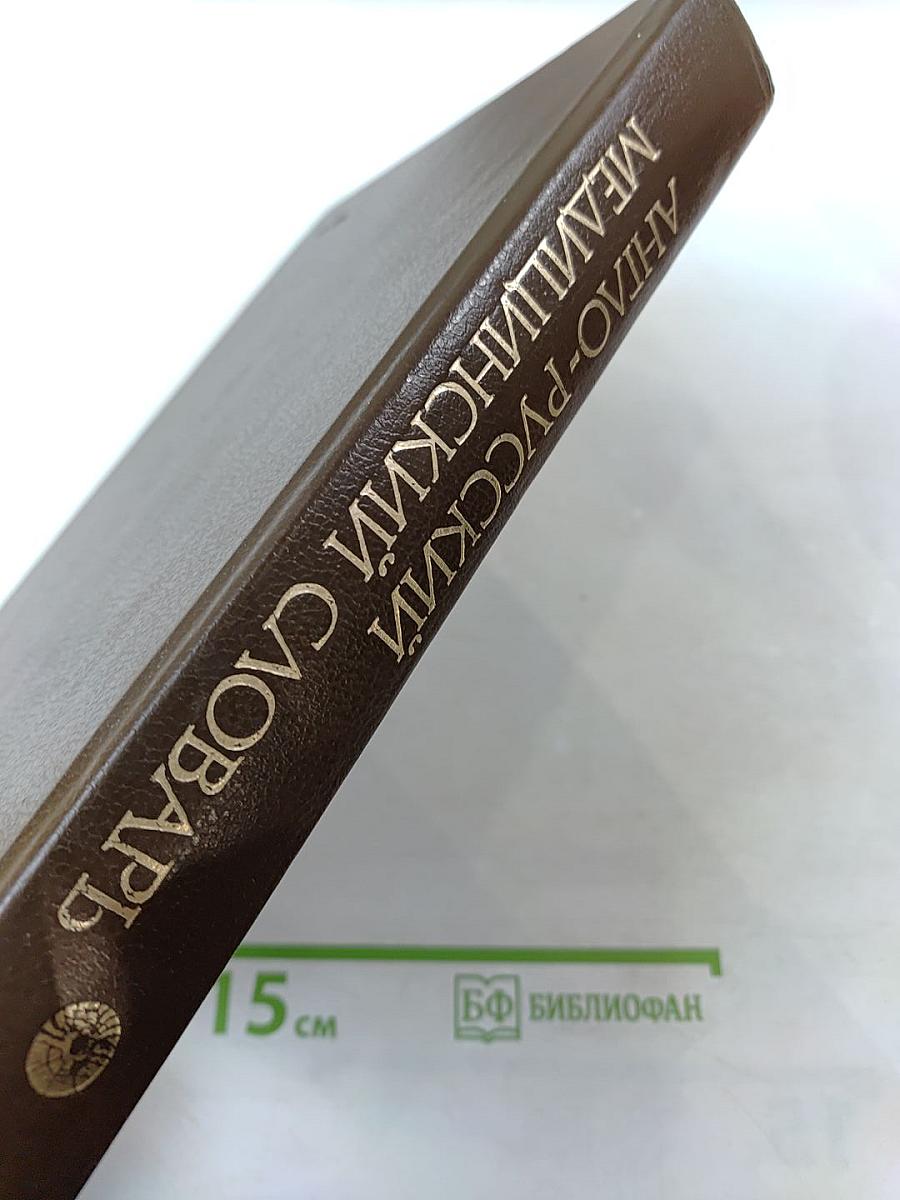 АНГЛО-РУССКИЙ
МЕДИЦИНСКИЙ СЛОВАРЬ
15 см
БФ БИБЛИОФАН